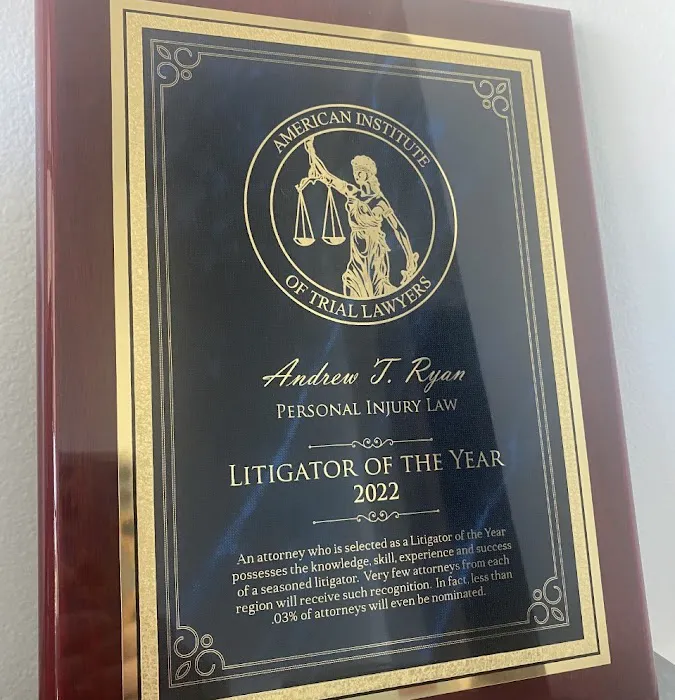 AMERICAN INSTITUTE
OF TRIAL LAWYERS
Andrew T. Ryan
PERSONAL INJURY LAW
LITIGATOR OF THE YEAR
2022
An attorney who is selected as a Litigator of the Year
possesses the knowledge, skill, experience and success
of a seasoned litigator. Very few attorneys from each
region will receive such recognition. In fact, less than
.03% of attorneys will even be nominated.